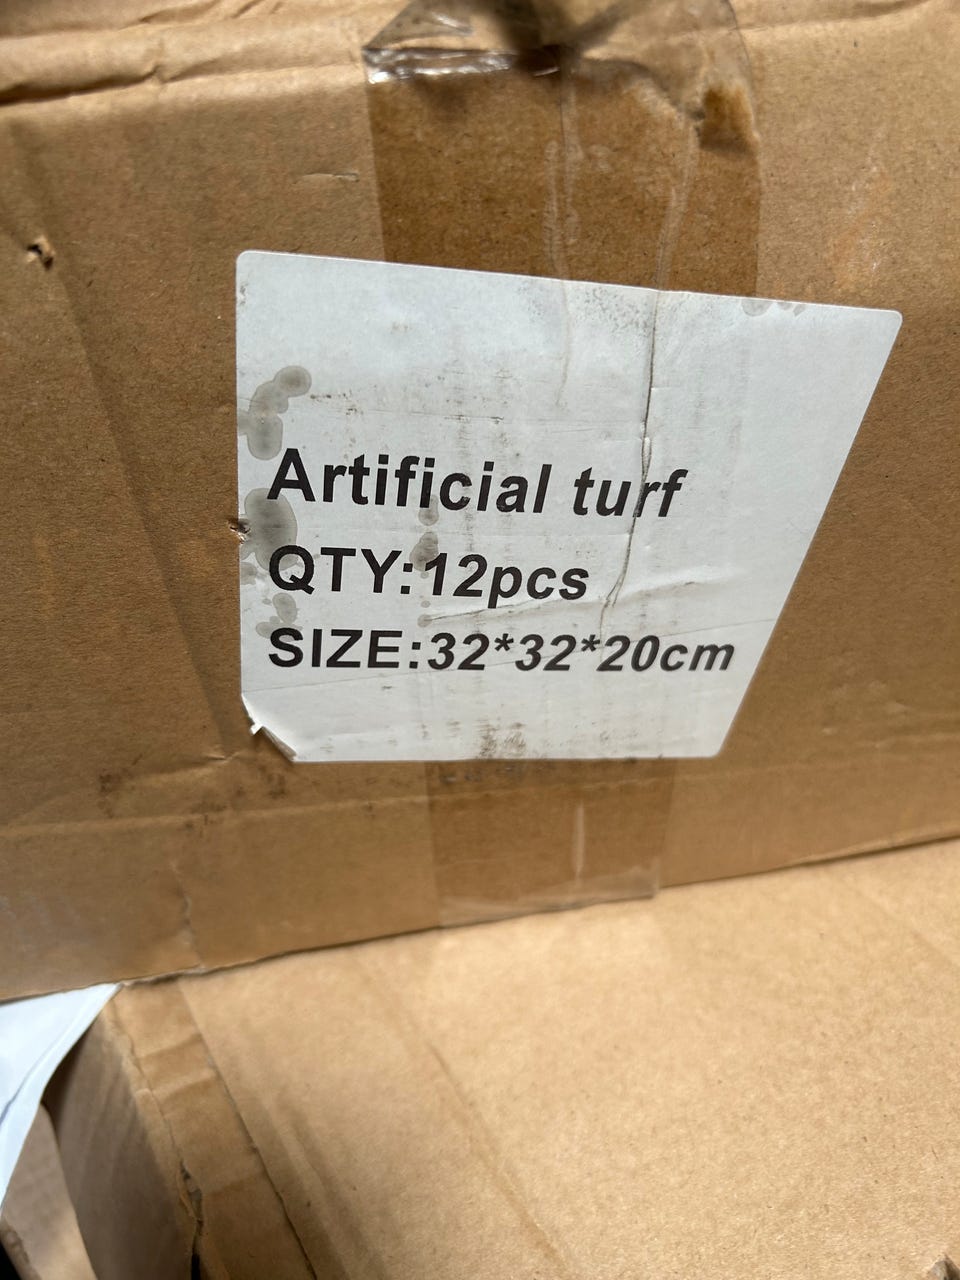 Artificial turf
QTY:12pcs
SIZE:32*32*20cm